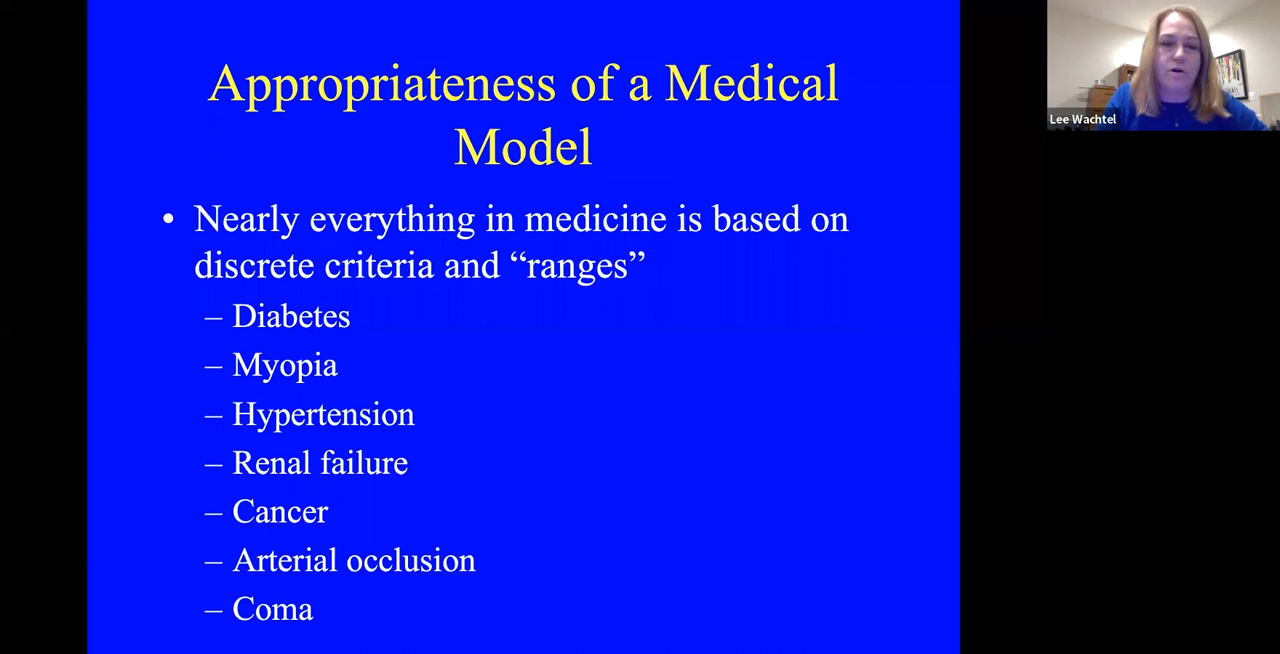 Appropriateness of a Medical
Model
• Nearly everything in medicine is based on
discrete criteria and “ranges”
– Diabetes
– Myopia
– Hypertension
– Renal failure
– Cancer
– Arterial occlusion
– Coma
Lee Wachtel